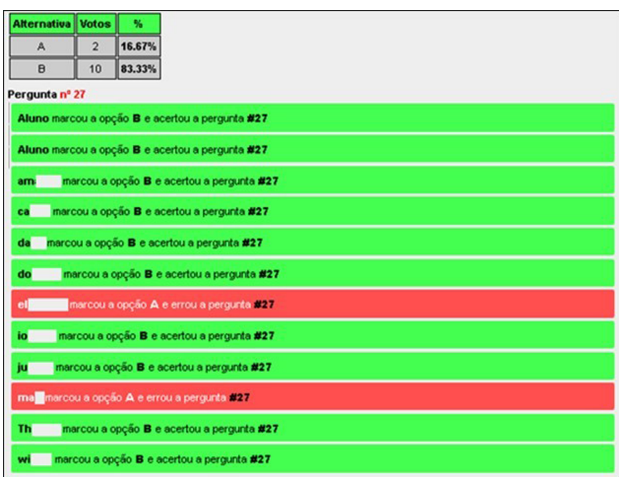 Alternativa Votos %
A 2 16.67%
B 10 83.33%
Pergunta nº 27
Aluno marcou a opção B e acertou a pergunta #27
Aluno marcou a opção B e acertou a pergunta #27
am marcou a opção B e acertou a pergunta #27
ca marcou a opção B e acertou a pergunta #27
da marcou a opção B e acertou a pergunta #27
do marcou a opção B e acertou a pergunta #27
el marcou a opção A e errou a pergunta #27
io marcou a opção B e acertou a pergunta #27
ju marcou a opção B e acertou a pergunta #27
ma marcou a opção A e errou a pergunta #27
Th marcou a opção B e acertou a pergunta #27
wi marcou a opção B e acertou a pergunta #27